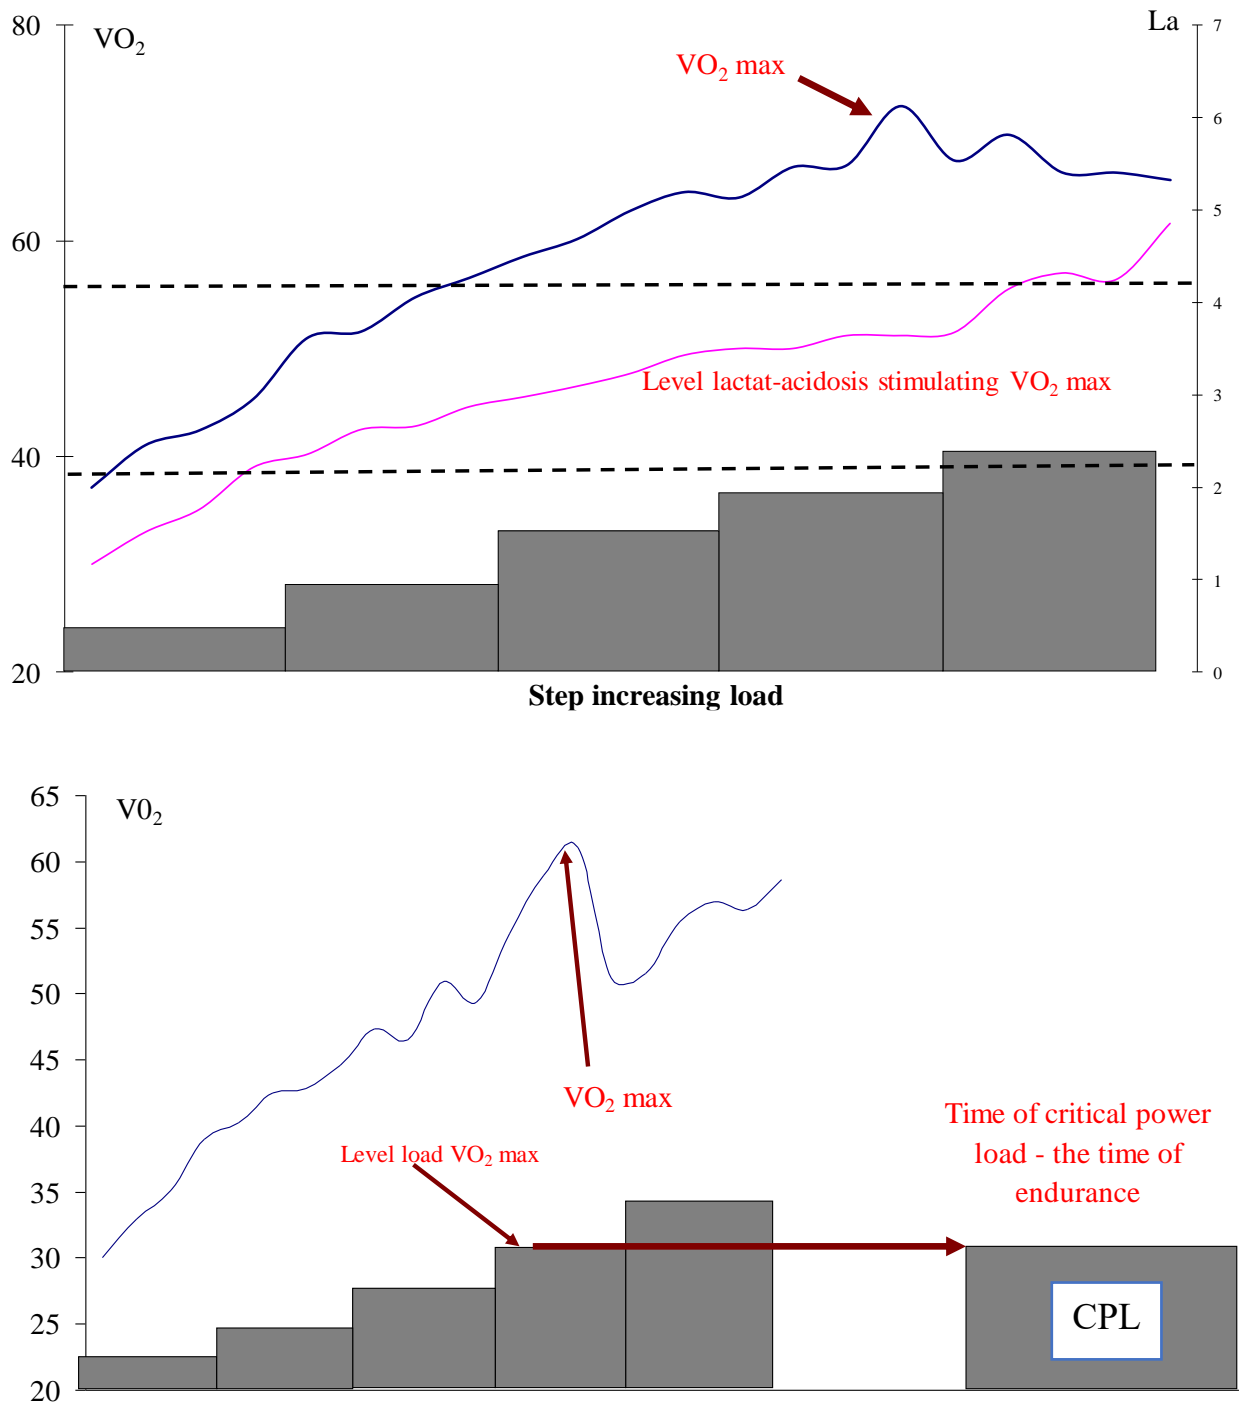 80
VO₂
La
7
VO₂ max
6
5
60
4
Level lactat-acidosis stimulating VO₂ max
3
40
2
1
20
0
Step increasing load
65
V0₂
60
55
50
45
VO₂ max
40
Time of critical power
load - the time of
endurance
Level load VO₂ max
35
30
25
CPL
20